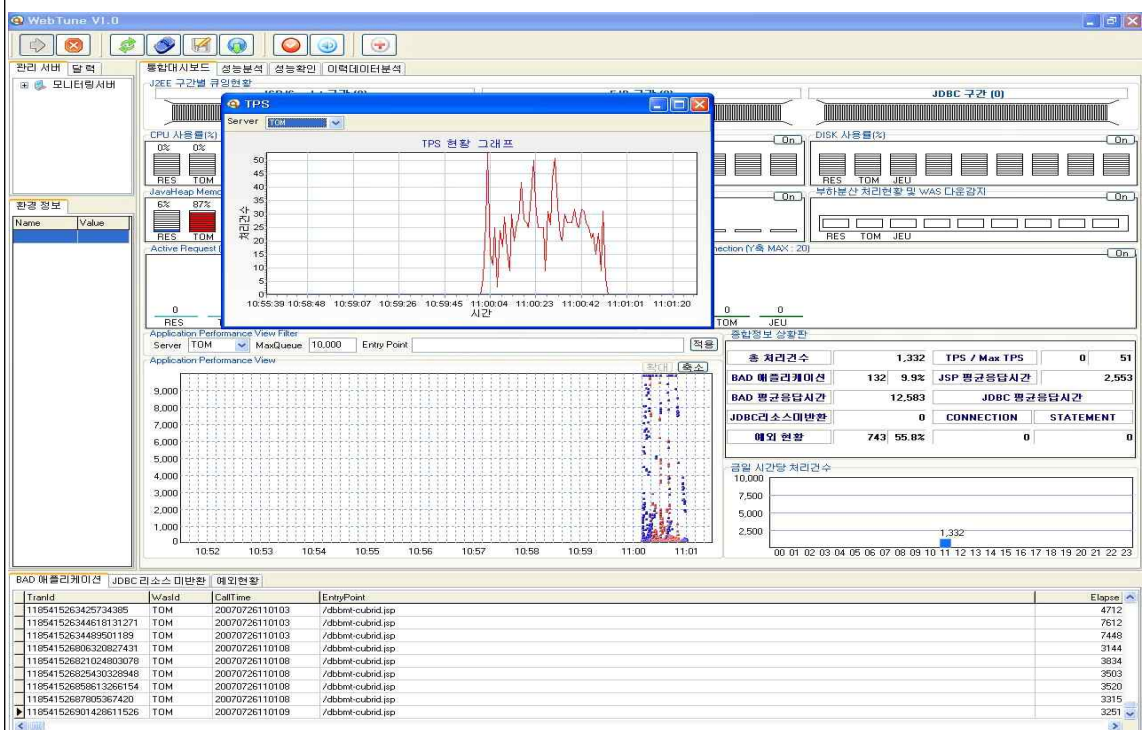 WebTune V1.0
관리 서버 달 력
통합대시보드 성능분석 성능확인 이력데이터분석
모니터링서버
J2EE 구간별 큐잉현황
JDBC 구간 (0)
TPS
Server TOM
TPS 현황 그래프
처리건수
50
45
40
35
30
25
20
15
10
5
0
10:55:39 10:58:48 10:59:07 10:59:26 10:59:45 11:00:04 11:00:23 11:00:42 11:01:01 11:01:20
시간
CPU 사용률(%)
0% 0%
RES TOM
On
DISK 사용률(%)
On
RES TOM JEU
JavaHeap Memo
6% 87%
RES TOM
On
부하분산 처리현황 및 WAS 다운감지
On
RES TOM JEU
환경 정보
Name Value
Active Request
0
RES
nection (Y축 MAX : 20)
On
0 0
TOM JEU
Application Performance View Filter
Server TOM MaxQueue 10,000 Entry Point 적용
Application Performance View
확대 축소
9,000
8,000
7,000
6,000
5,000
4,000
3,000
2,000
1,000
0
10:52 10:53 10:54 10:55 10:56 10:57 10:58 10:59 11:00 11:01
종합정보 상황판
총 처리건수 1,332 TPS / Max TPS 0 51
BAD 애플리케이션 132 9.9% JSP 평균응답시간 2,553
BAD 평균응답시간 12,583 JDBC 평균응답시간
JDBC리소스미반환 0 CONNECTION STATEMENT
예외 현황 743 55.8% 0 0
금일 시간당 처리건수
10,000
7,500
5,000
2,500
1,332
00 01 02 03 04 05 06 07 08 09 10 11 12 13 14 15 16 17 18 19 20 21 22 23
BAD 애플리케이션 JDBC 리소스 미반환 예외현황
TranId WasId CallTime EntryPoint Elapse
1185415263425734385 TOM 20070726110103 /dbbmt-cubrid.jsp 4712
118541526344618131271 TOM 20070726110103 /dbbmt-cubrid.jsp 7612
11854152634489501189 TOM 20070726110103 /dbbmt-cubrid.jsp 7448
118541526806320827431 TOM 20070726110108 /dbbmt-cubrid.jsp 3144
118541526821024803078 TOM 20070726110108 /dbbmt-cubrid.jsp 3834
118541526825430328948 TOM 20070726110108 /dbbmt-cubrid.jsp 3503
118541526858613266154 TOM 20070726110108 /dbbmt-cubrid.jsp 3520
11854152687805367420 TOM 20070726110108 /dbbmt-cubrid.jsp 3315
118541526901428611526 TOM 20070726110109 /dbbmt-cubrid.jsp 3251